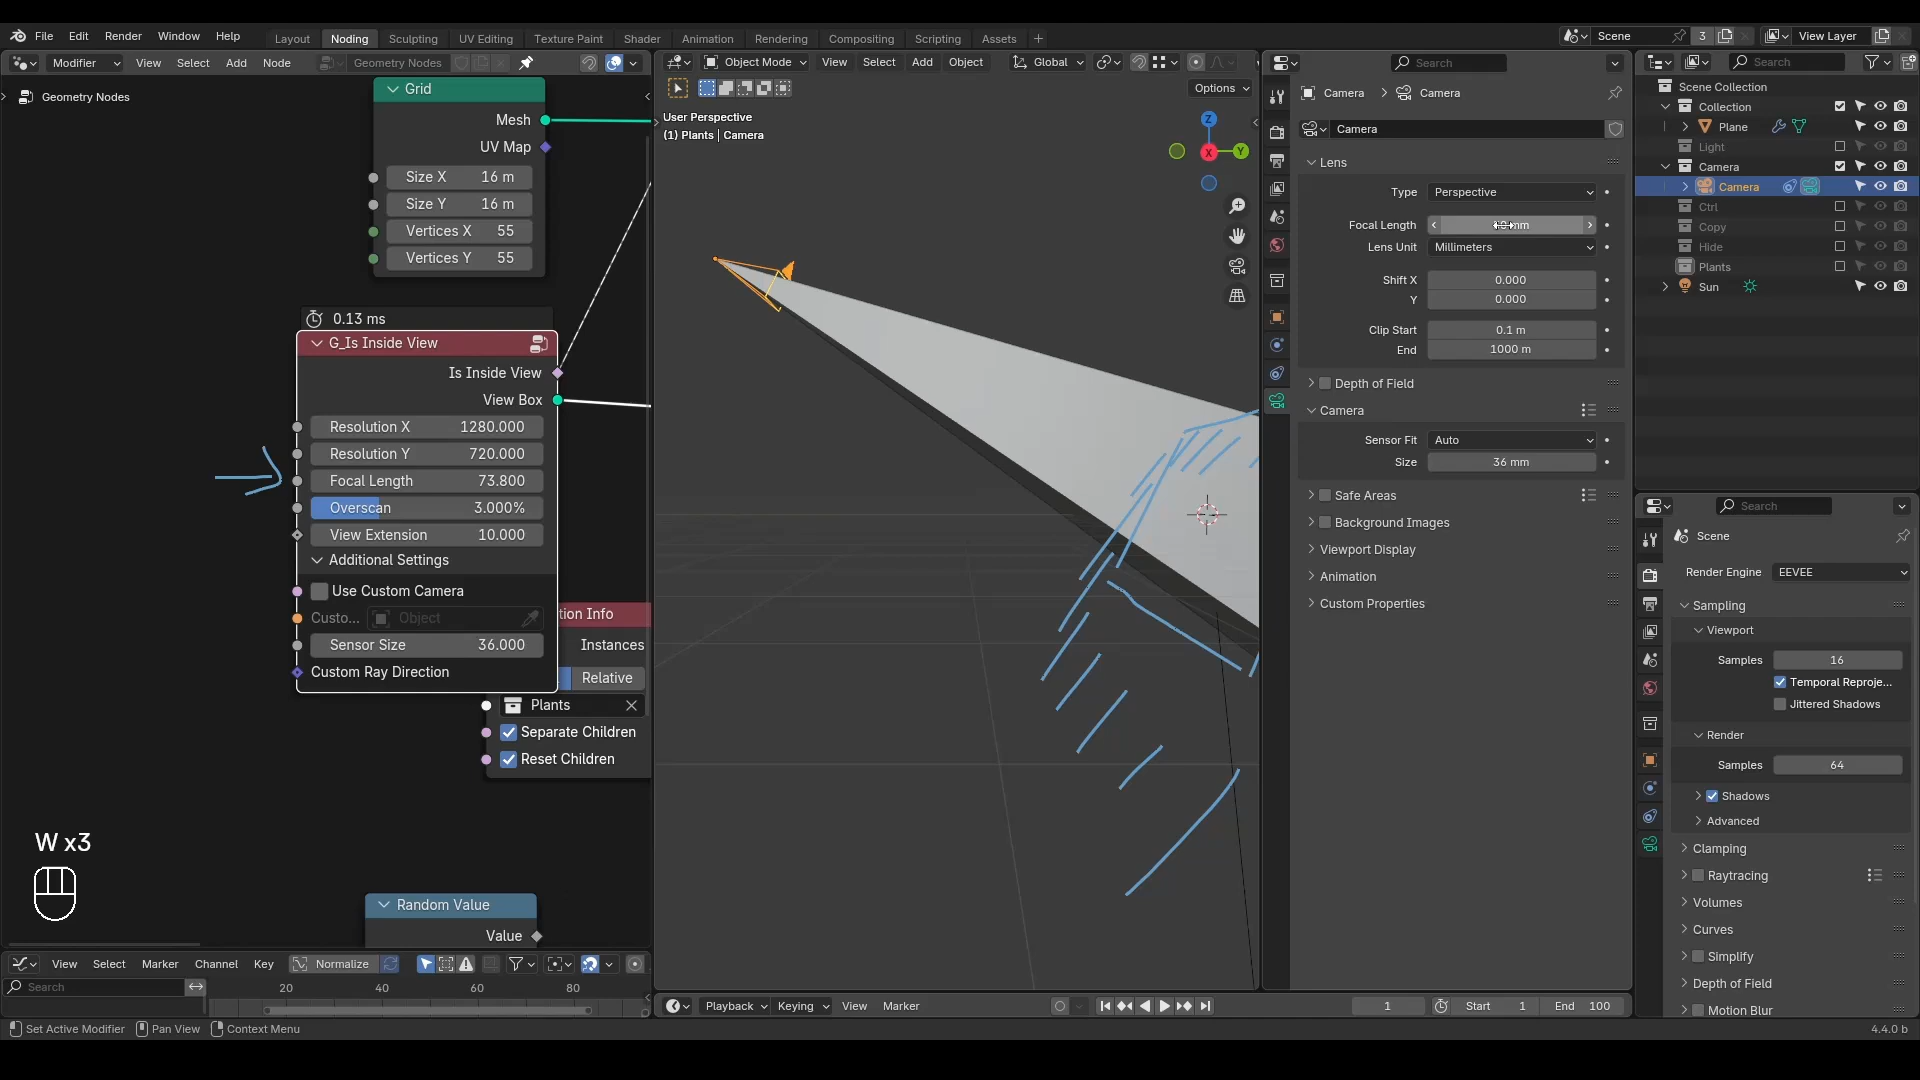 File Edit Render Window Help Layout Noding Sculpting UV Editing Texture Paint Shader Animation Rendering Compositing Scripting Assets + Scene 3 View Layer
Modifier View Select Add Node Geometry Nodes
Geometry Nodes
Grid
Mesh
UV Map
Size X 16 m
Size Y 16 m
Vertices X 55
Vertices Y 55
0.13 ms
G_Is Inside View
Is Inside View
View Box
Resolution X 1280.000
Resolution Y 720.000
Focal Length 73.800
Overscan 3.000%
View Extension 10.000
Additional Settings
Use Custom Camera
Custo... Object
Sensor Size 36.000
Custom Ray Direction
tion Info
Instances
Relative
Plants
Separate Children
Reset Children
W x3
Random Value
Value
View Select Marker Channel Key Normalize
Search
20 40 60 80
Set Active Modifier Pan View Context Menu
Object Mode View Select Add Object Global
Options
User Perspective
(1) Plants | Camera
Z
X
Y
Playback Keying View Marker 1 Start 1 End 100
Search
Camera > Camera
Camera
Lens
Type Perspective
Focal Length mm
Lens Unit Millimeters
Shift X 0.000
Y 0.000
Clip Start 0.1 m
End 1000 m
Depth of Field
Camera
Sensor Fit Auto
Size 36 mm
Safe Areas
Background Images
Viewport Display
Animation
Custom Properties
Search
Scene Collection
Collection
Plane
Light
Camera
Camera
Ctrl
Copy
Hide
Plants
Sun
Search
Scene
Render Engine EEVEE
Sampling
Viewport
Samples 16
Temporal Reproje...
Jittered Shadows
Render
Samples 64
Shadows
Advanced
Clamping
Raytracing
Volumes
Curves
Simplify
Depth of Field
Motion Blur
4.4.0 b